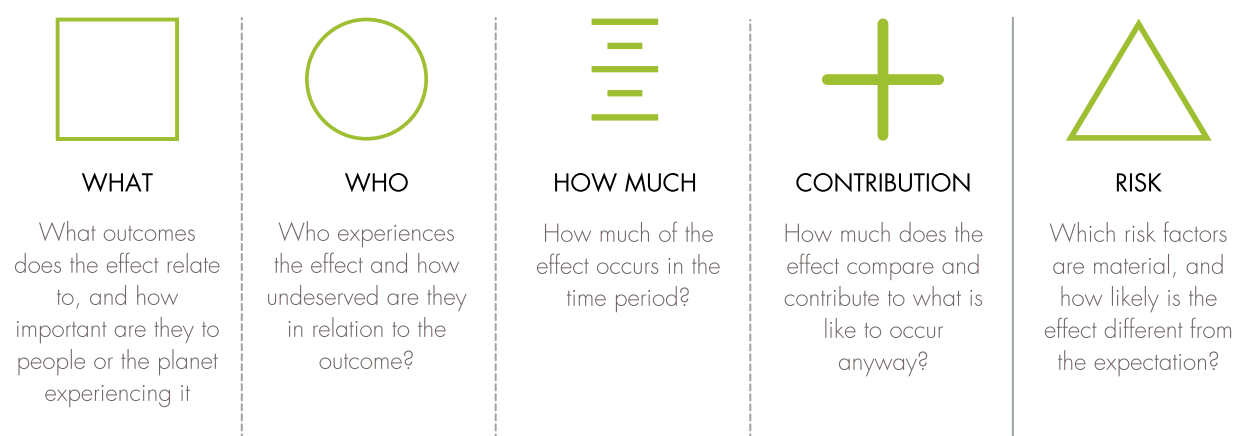 WHAT
What outcomes
does the effect relate
to, and how
important are they to
people or the planet
experiencing it
WHO
Who experiences
the effect and how
undeserved are they
in relation to the
outcome?
HOW MUCH
How much of the
effect occurs in the
time period?
CONTRIBUTION
How much does the
effect compare and
contribute to what is
like to occur
anyway?
RISK
Which risk factors
are material, and
how likely is the
effect different from
the expectation?